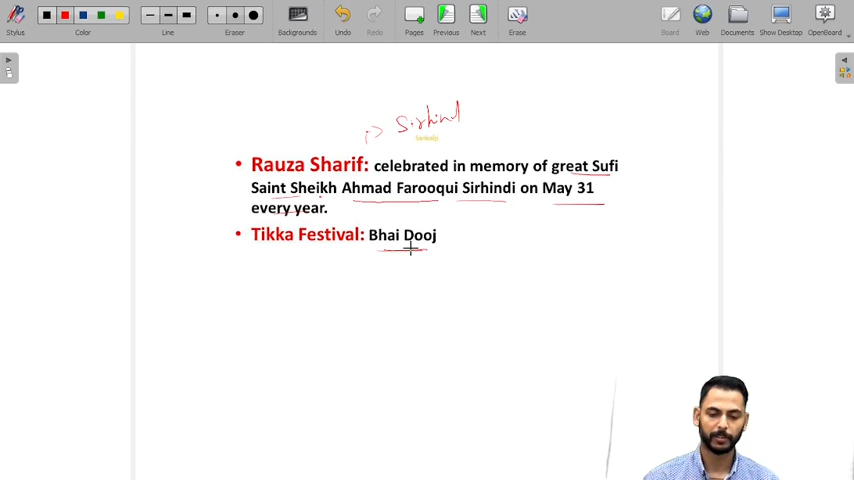 Stylus
Color
Line
Eraser
Backgrounds
Undo
Redo
Pages
Previous
Next
Erase
Board
Web
Documents
Show Desktop
OpenBoard
Sirhind
• Rauza Sharif: celebrated in memory of great Sufi
Saint Sheikh Ahmad Farooqui Sirhindi on May 31
every year.
• Tikka Festival: Bhai Dooj